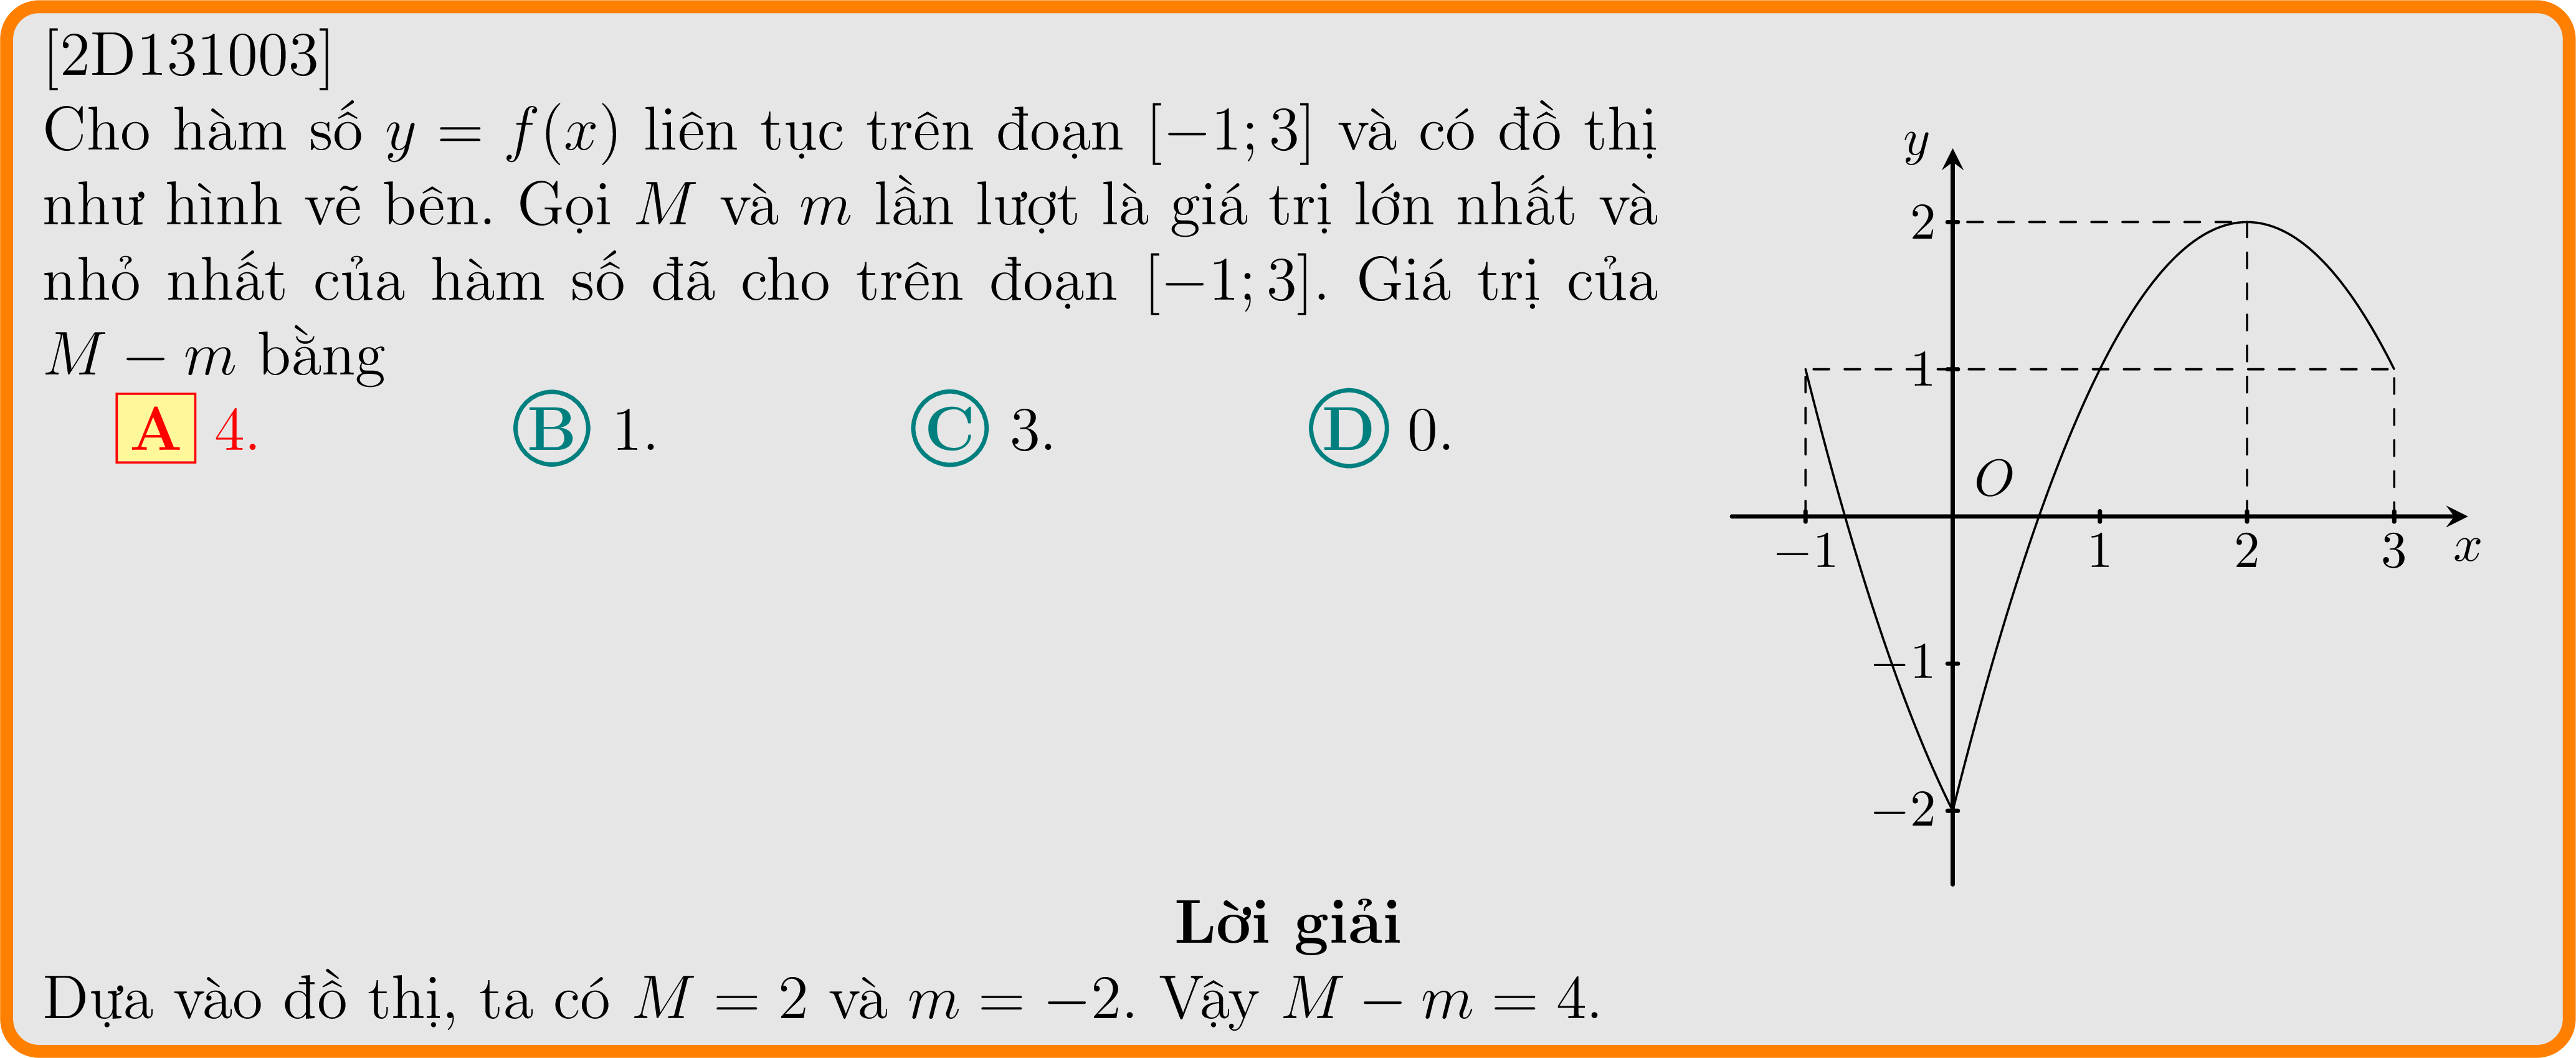 [2D131003]
Cho hàm số y = f(x) liên tục trên đoạn [−1; 3] và có đồ thị
như hình vẽ bên. Gọi M và m lần lượt là giá trị lớn nhất và
nhỏ nhất của hàm số đã cho trên đoạn [−1; 3]. Giá trị của
M − m bằng
A 4. B 1. C 3. D 0.
y
2
1
O
−1 1 2 3 x
−1
−2
Lời giải
Dựa vào đồ thị, ta có M = 2 và m = −2. Vậy M − m = 4.